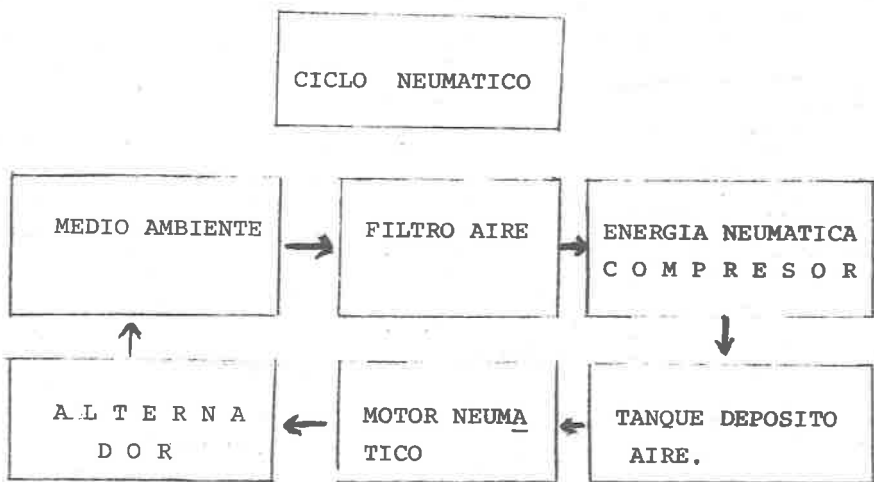 CICLO NEUMATICO
MEDIO AMBIENTE
FILTRO AIRE
ENERGIA NEUMATICA
C O M P R E S O R
TANQUE DEPOSITO
AIRE.
MOTOR NEUMA
TICO
A L T E R N A
D O R